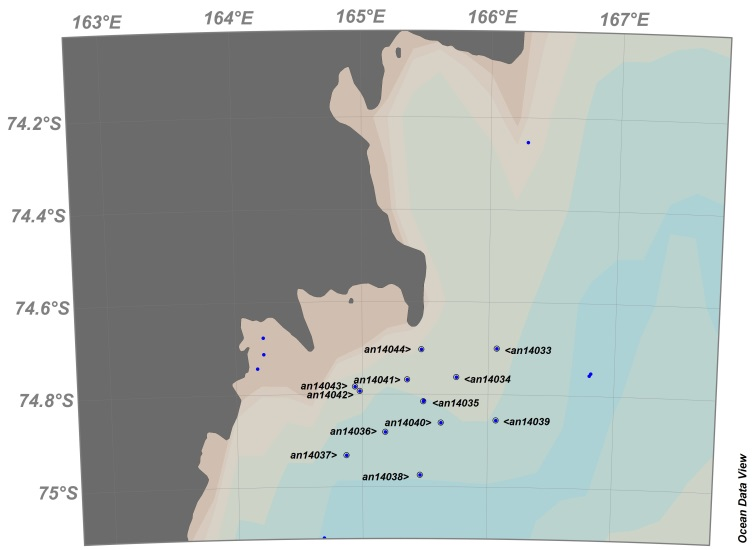 163°E 164°E 165°E 166°E 167°E
74.2°S
74.4°S
74.6°S
an14044> <an14033
an14041> <an14034
an14043>
an14042>
74.8°S
<an14035
an14040> <an14039
an14036>
an14037>
an14038>
75°S
Ocean Data View